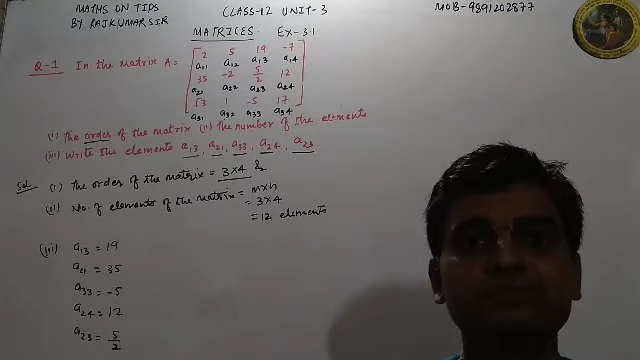 MATHS ON TIPS
BY RAJKUMAR SIR
CLASS-12 UNIT-3
MOB-9891202877
MATRICES EX-3.1
Q-1 In the Matrix A =
2 5 19 -7
a11 a12 a13 a14
35 -2 5/2 12
a21 a22 a23 a24
√3 1 -5 17
a31 a32 a33 a34
(i) The order of the matrix (ii) The number of the elements
(iii) Write the elements a13, a21, a33, a24, a23
Sol (i) The order of the matrix = 3×4
(ii) No. of elements of the matrix = m×n
= 3×4
= 12 elements
(iii) a13 = 19
a21 = 35
a33 = -5
a24 = 12
a23 = 5/2